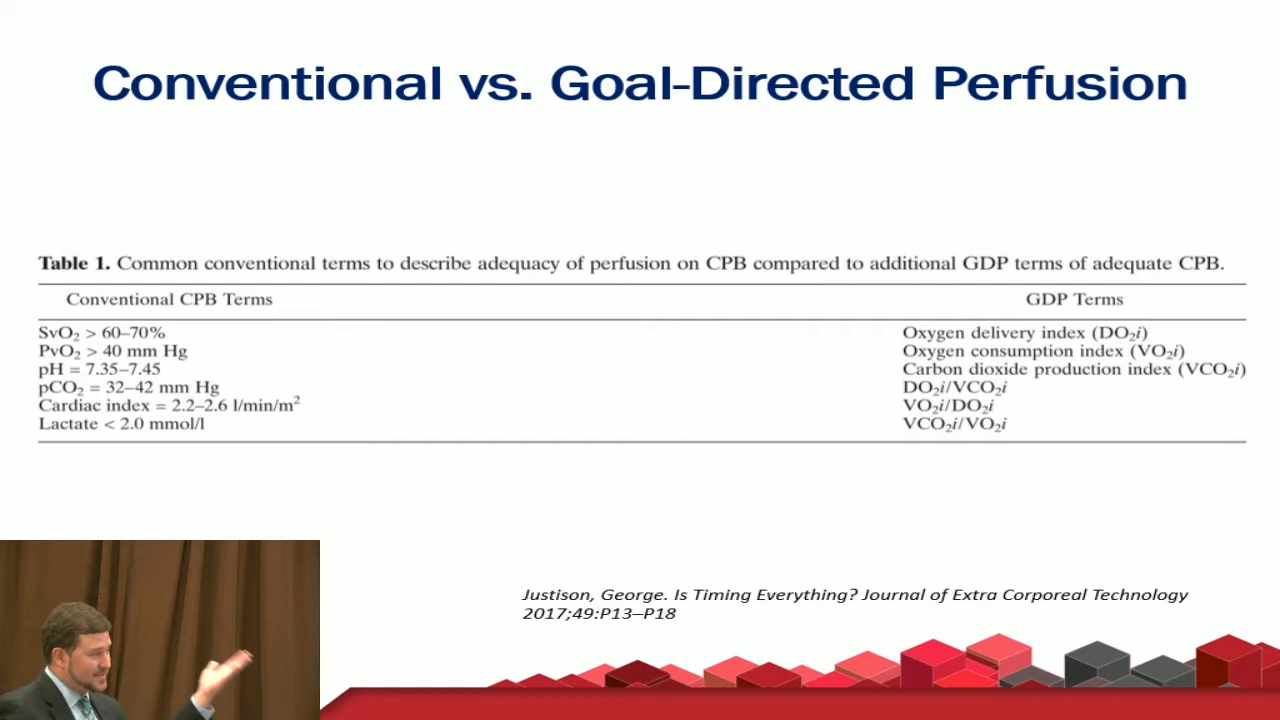 Conventional vs. Goal-Directed Perfusion
Table 1. Common conventional terms to describe adequacy of perfusion on CPB compared to additional GDP terms of adequate CPB.
Conventional CPB Terms GDP Terms
SvO₂ > 60–70% Oxygen delivery index (DO₂i)
PvO₂ > 40 mm Hg Oxygen consumption index (VO₂i)
pH = 7.35–7.45 Carbon dioxide production index (VCO₂i)
pCO₂ = 32–42 mm Hg DO₂i/VCO₂i
Cardiac index = 2.2–2.6 l/min/m² VO₂i/DO₂i
Lactate < 2.0 mmol/l VCO₂i/VO₂i
Justison, George. Is Timing Everything? Journal of Extra Corporeal Technology
2017;49:P13–P18